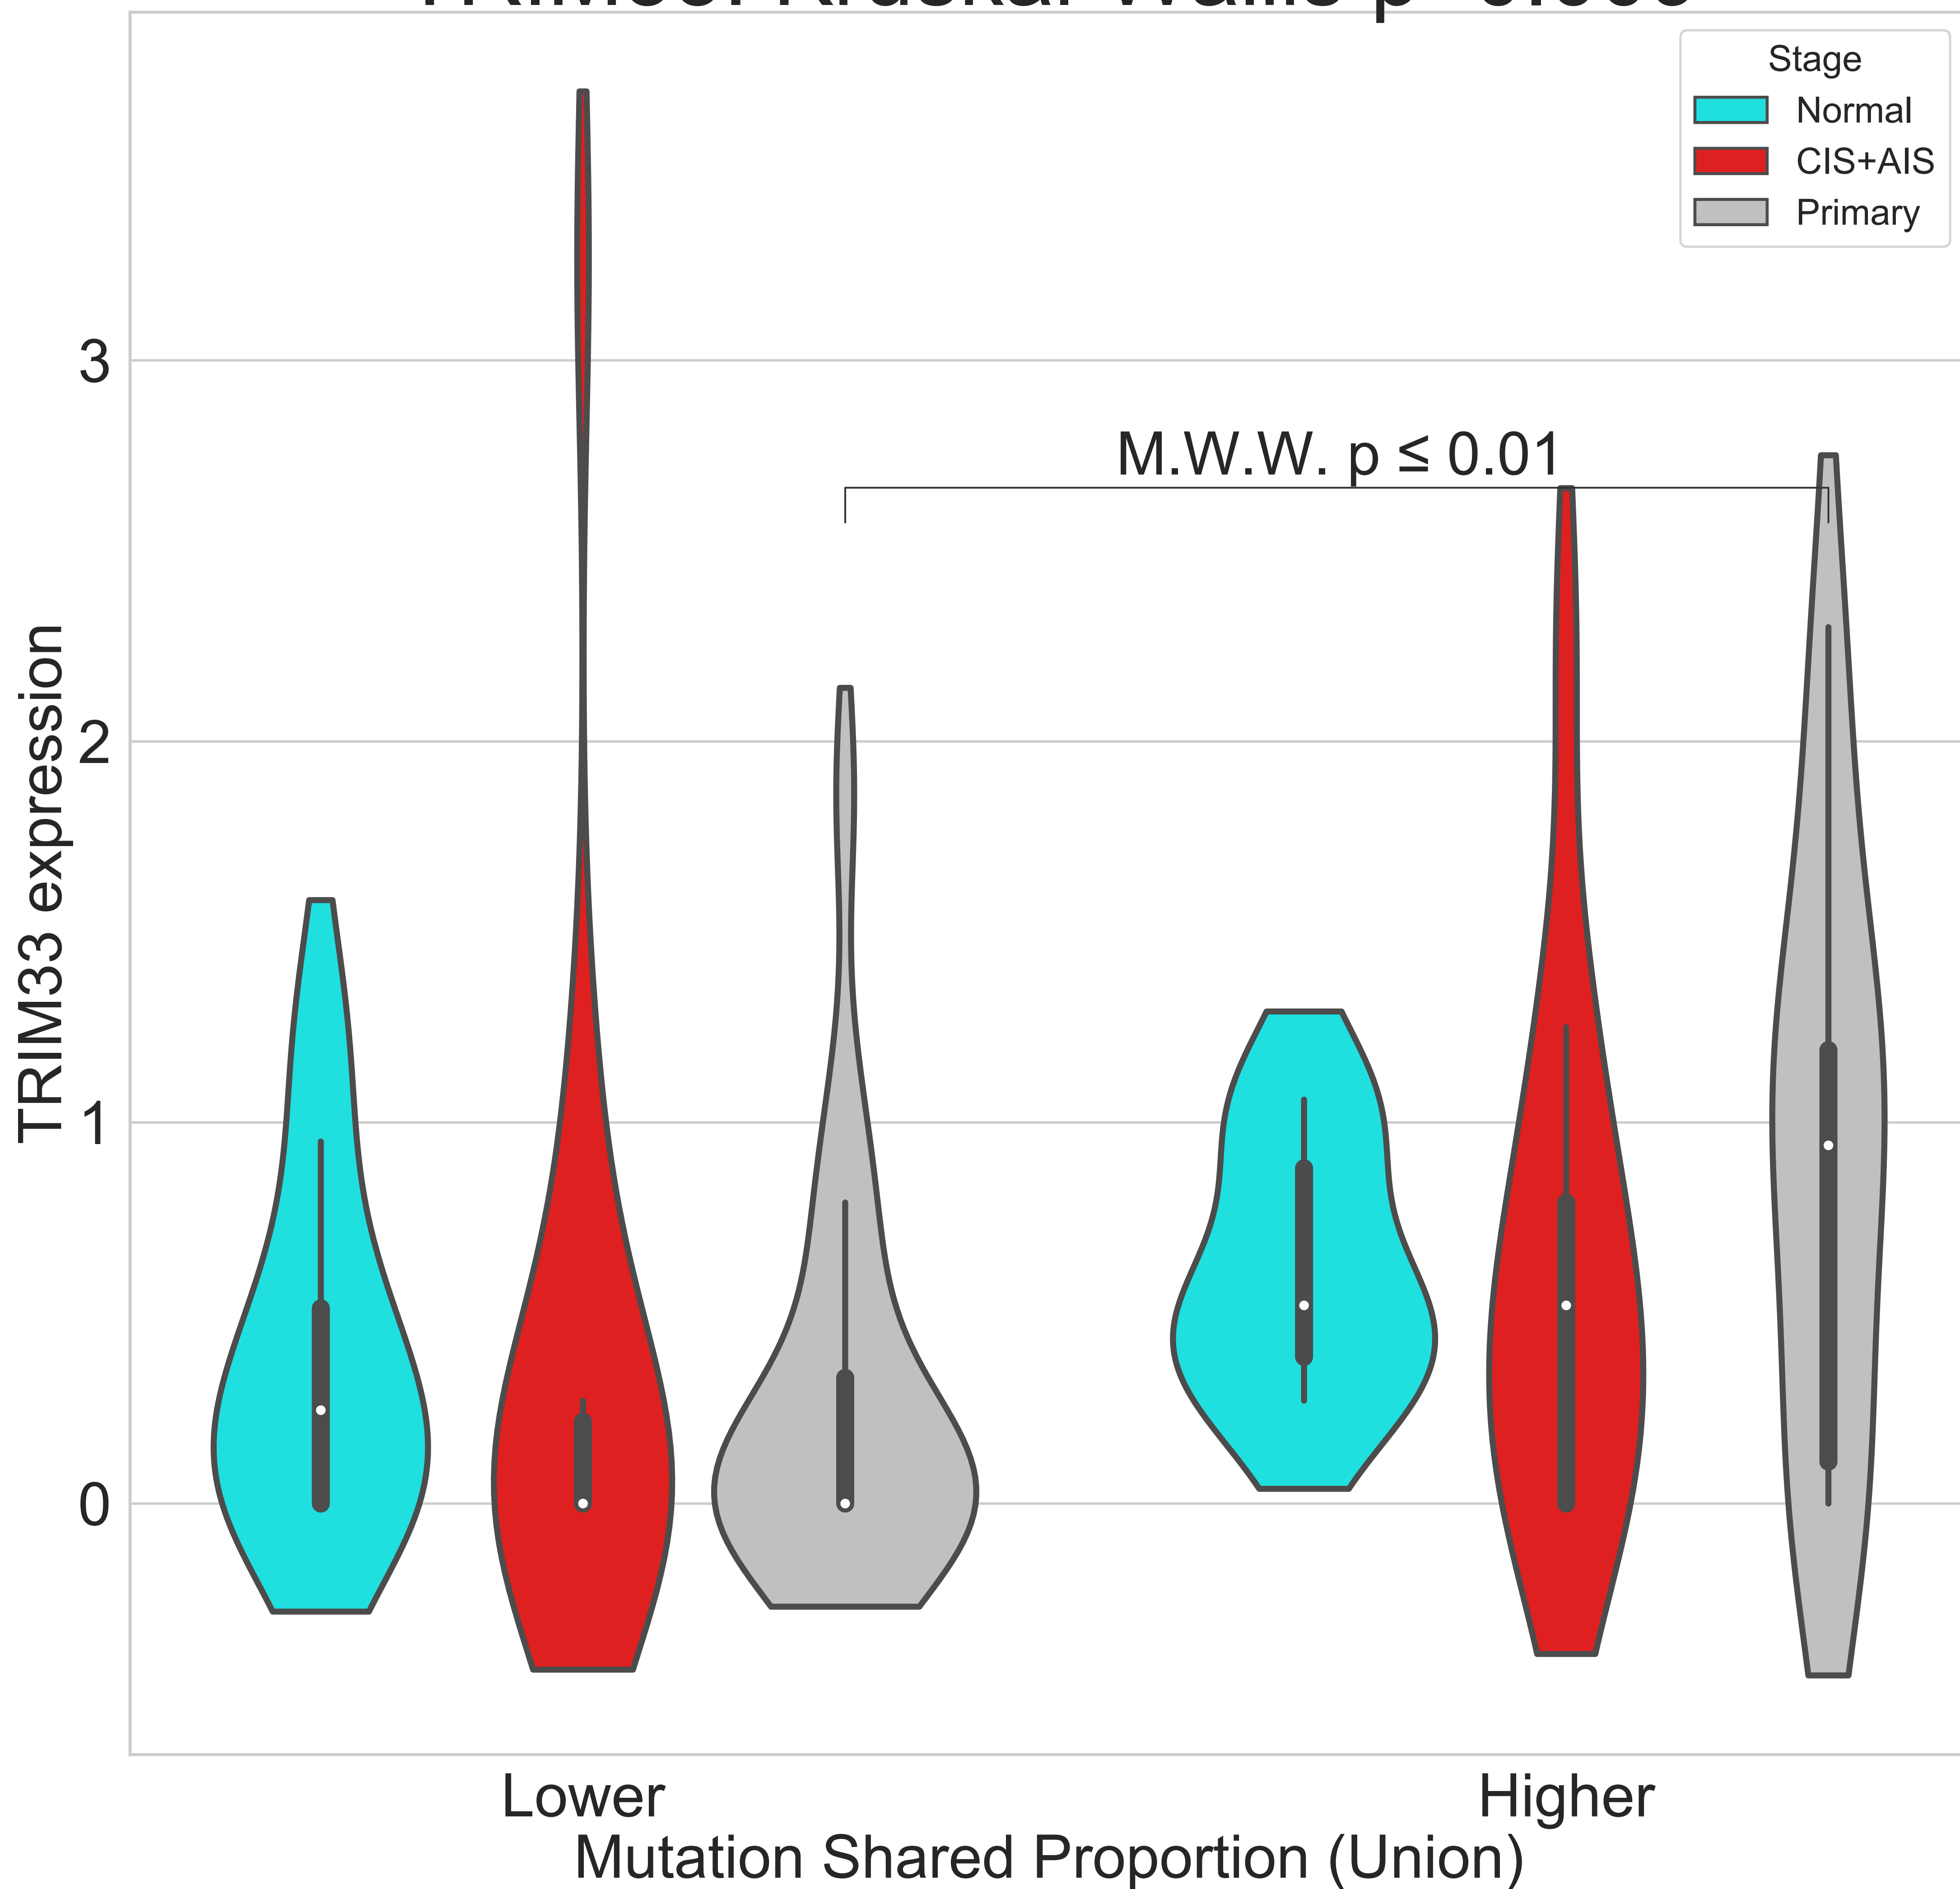 Stage
Normal
CIS+AIS
Primary
3
M.W.W. p ≤ 0.01
2
TRIM33 expression
1
0
Lower
Higher
Mutation Shared Proportion (Union)